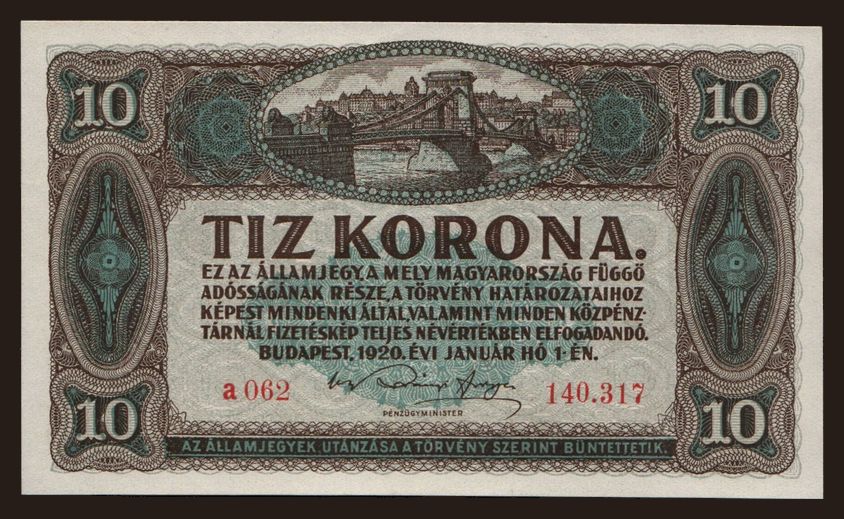 10 10
TIZ KORONA.
EZ AZ ÁLLAMJEGY, A MELY MAGYARORSZÁG FÜGGŐ
ADÓSSÁGÁNAK RÉSZE, A TÖRVÉNY HATÁROZATAIHOZ
KÉPEST MINDENKI ÁLTAL, VALAMINT MINDEN KÖZPÉNZ-
TÁRNÁL FIZETÉSKÉP TELJES NÉVÉRTÉKBEN ELFOGADANDÓ.
BUDAPEST, 1920. ÉVI JANUÁR HÓ 1-ÉN.
a 062 140.317
PÉNZÜGYMINISTER
10 10
AZ ÁLLAMJEGYEK UTÁNZÁSA A TÖRVÉNY SZERINT BÜNTETTETIK.